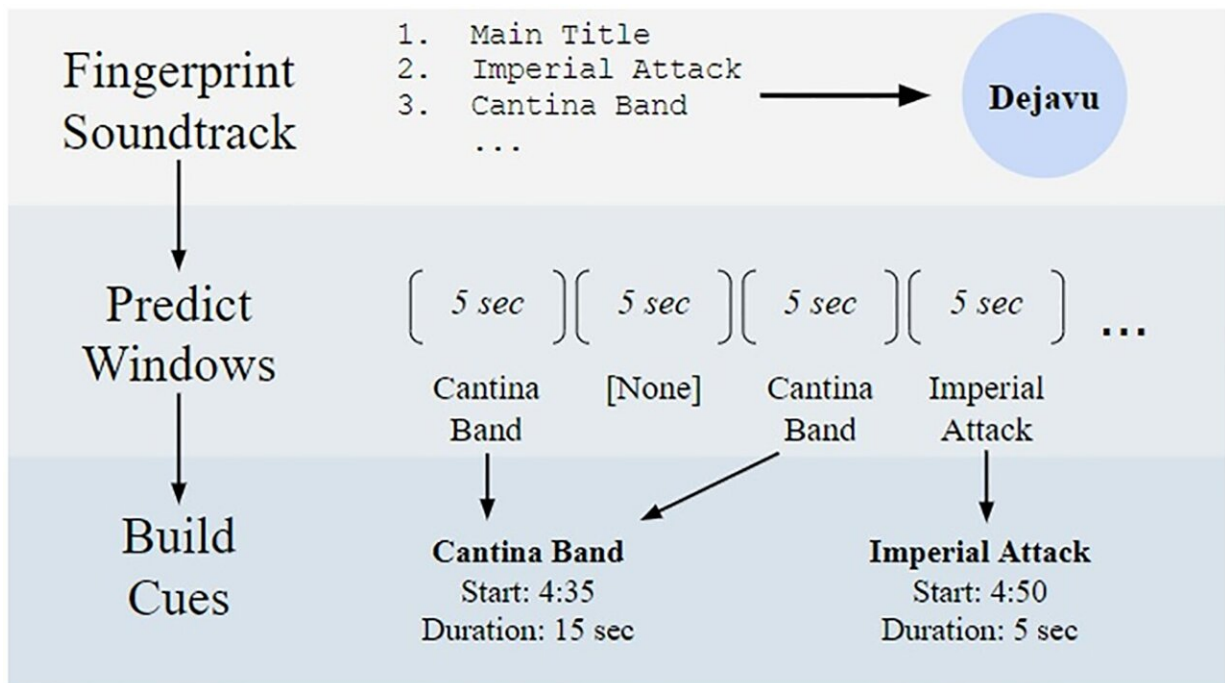 Fingerprint
Soundtrack
1. Main Title
2. Imperial Attack
3. Cantina Band
...
Dejavu
Predict
Windows
5 sec 5 sec 5 sec 5 sec ...
Cantina
Band
[None]
Cantina
Band
Imperial
Attack
Build
Cues
Cantina Band
Start: 4:35
Duration: 15 sec
Imperial Attack
Start: 4:50
Duration: 5 sec